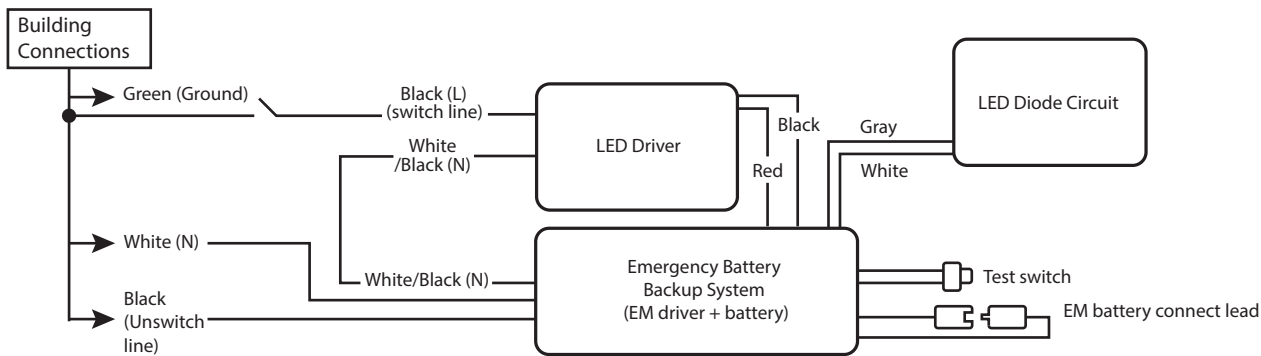 Building
Connections
Green (Ground)
Black (L)
(switch line)
White
/Black (N)
LED Driver
Black
Red
Gray
White
LED Diode Circuit
White (N)
White/Black (N)
Black
(Unswitch
line)
Emergency Battery
Backup System
(EM driver + battery)
Test switch
EM battery connect lead